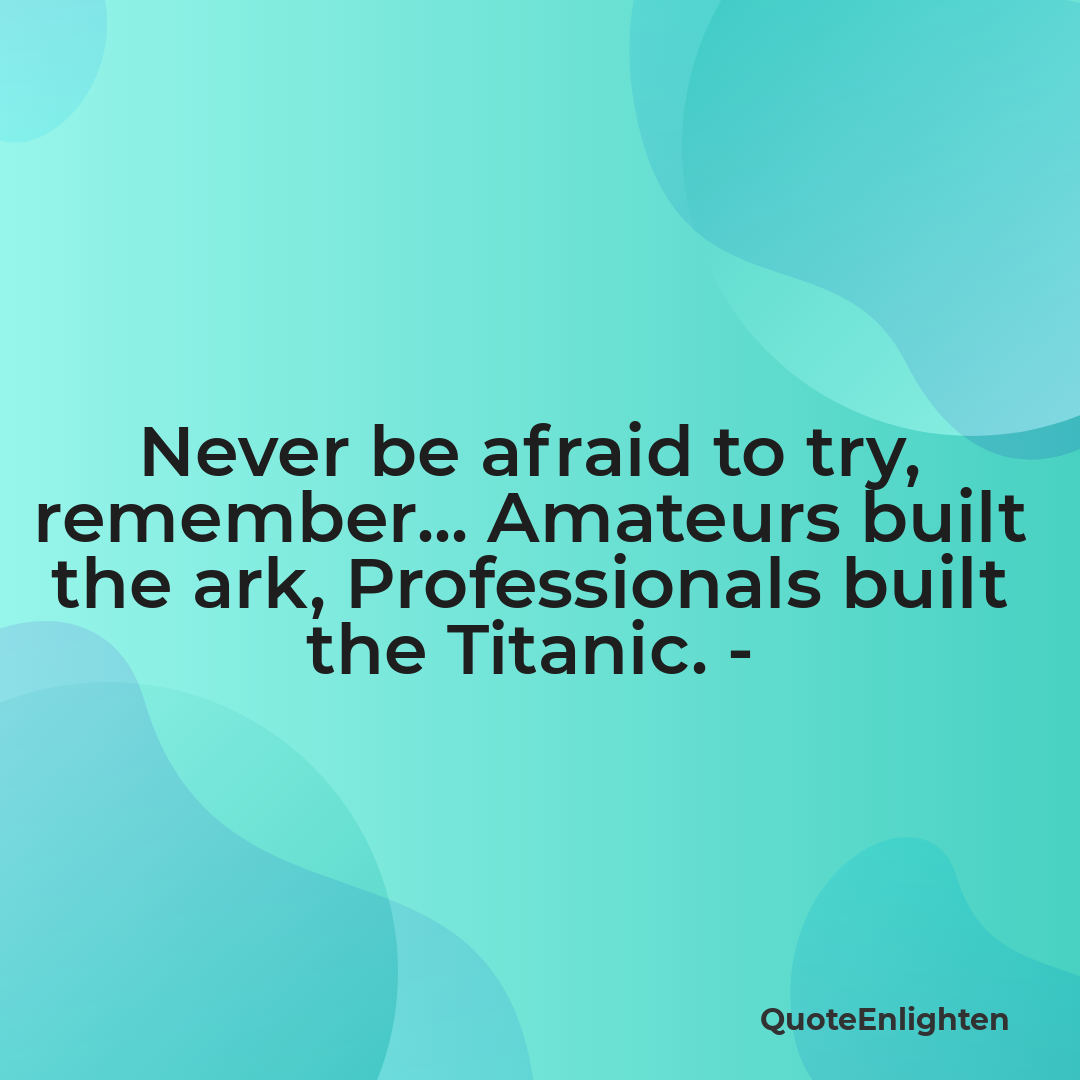 Never be afraid to try,
remember... Amateurs built
the ark, Professionals built
the Titanic. -
QuoteEnlighten